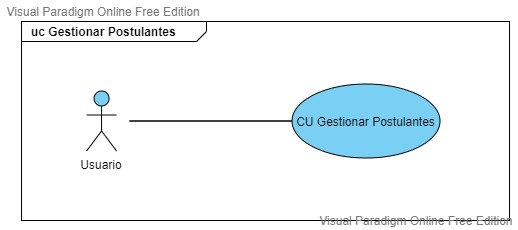 Visual Paradigm Online Free Edition
uc Gestionar Postulantes
CU Gestionar Postulantes
Usuario
Visual Paradigm Online Free Edition